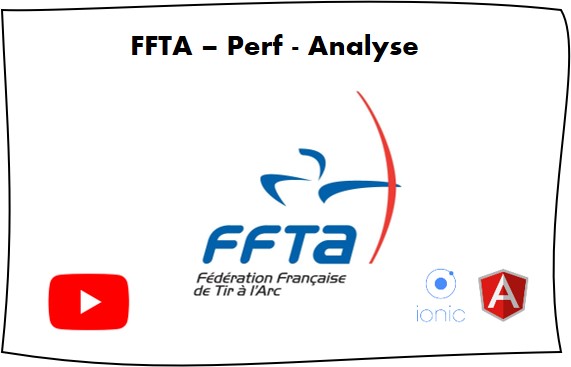 FFTA – Perf - Analyse
FFTa
Fédération Française
de Tir à l'Arc
ionic
A